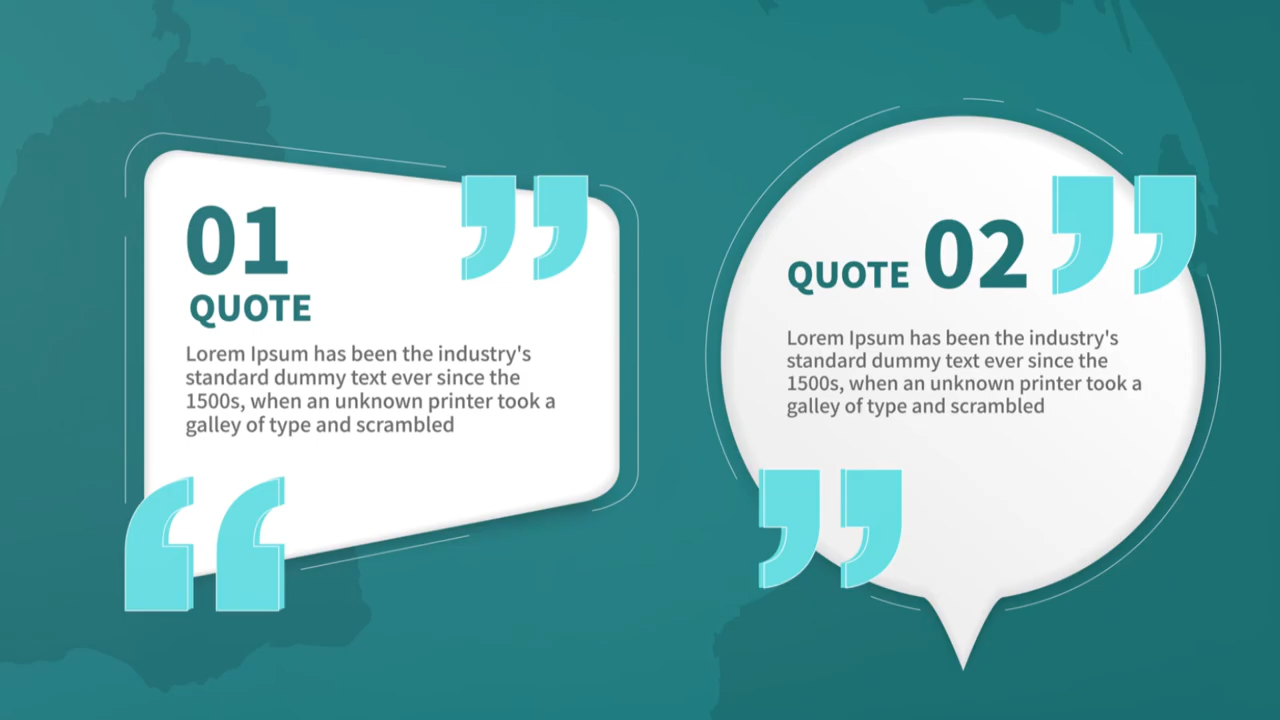 01
QUOTE
Lorem Ipsum has been the industry's
standard dummy text ever since the
1500s, when an unknown printer took a
galley of type and scrambled
QUOTE 02
Lorem Ipsum has been the industry's
standard dummy text ever since the
1500s, when an unknown printer took a
galley of type and scrambled